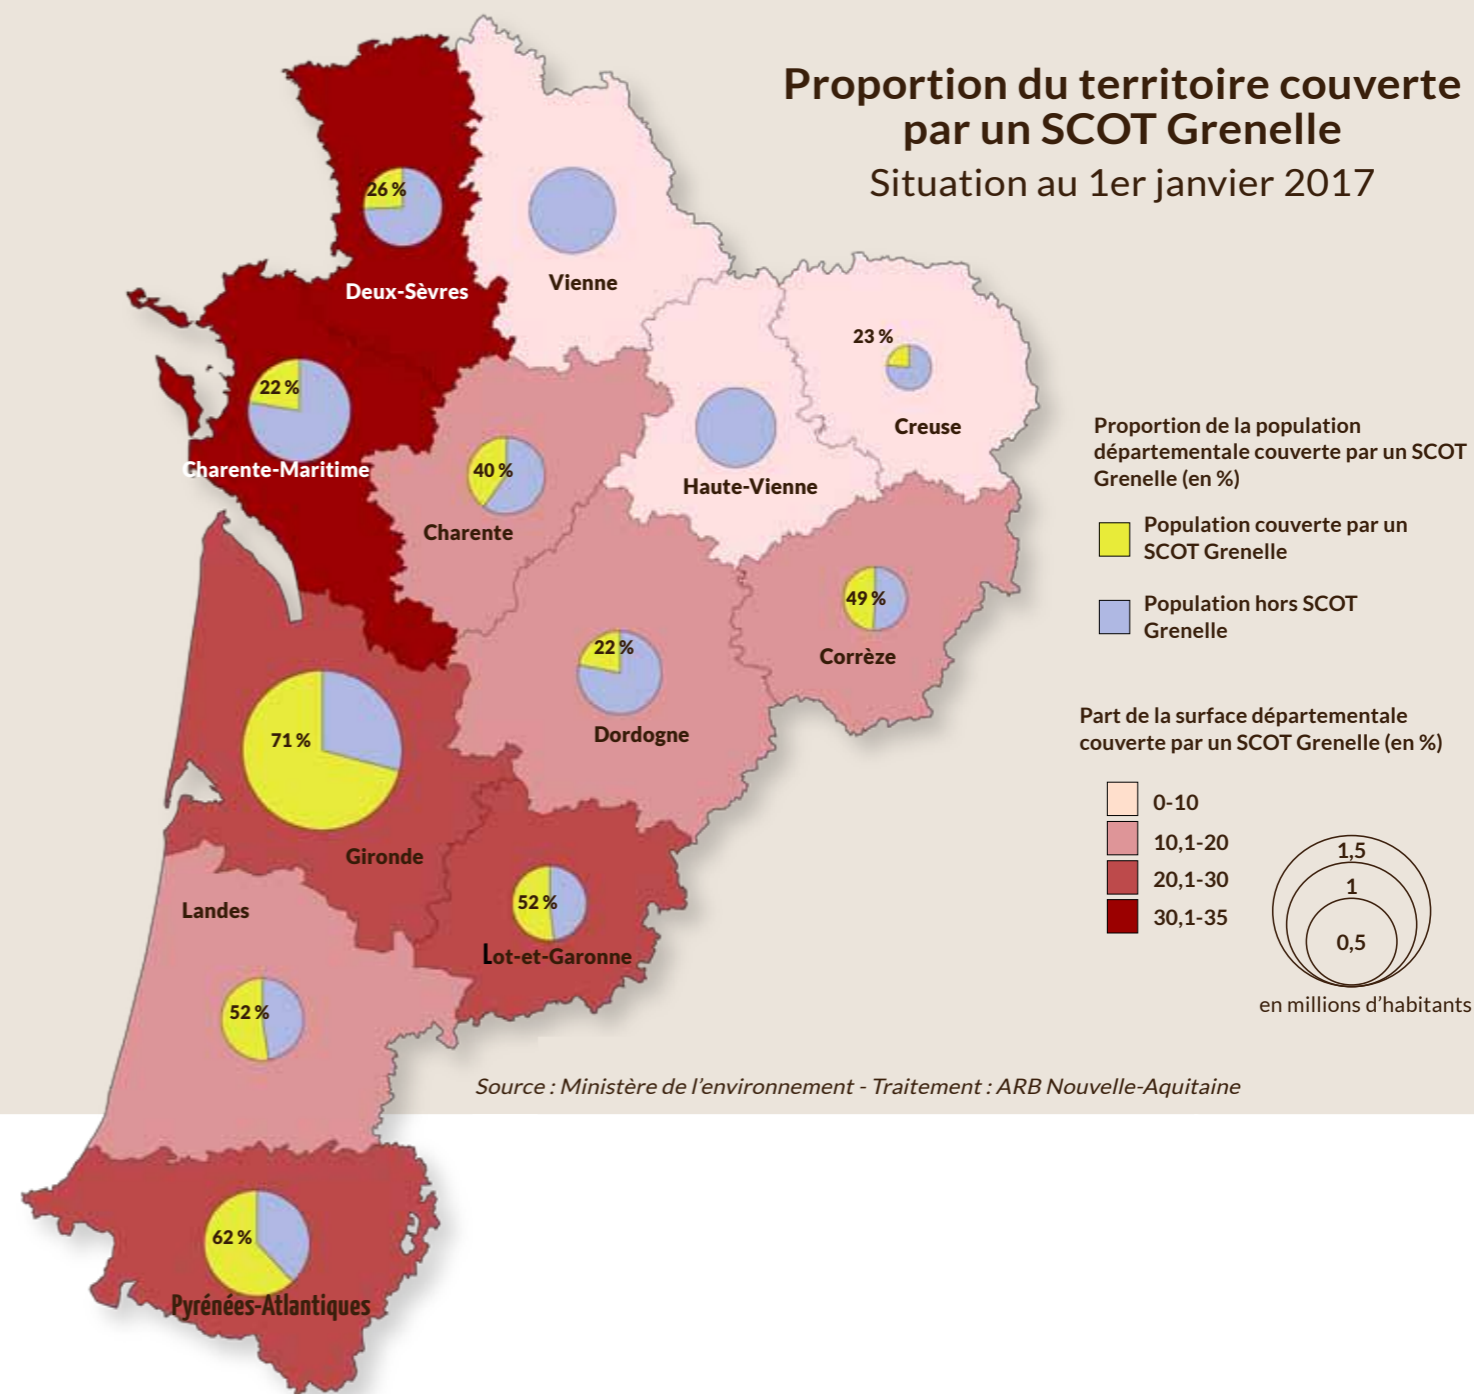 Proportion du territoire couverte
par un SCOT Grenelle
Situation au 1er janvier 2017
26 %
Deux-Sèvres
Vienne
22 %
Charente-Maritime
23 %
Creuse
40 %
Charente
Haute-Vienne
49 %
Corrèze
22 %
Dordogne
71 %
Gironde
52 %
Lot-et-Garonne
Landes
52 %
62 %
Pyrénées-Atlantiques
Proportion de la population
départementale couverte par un SCOT
Grenelle (en %)
Population couverte par un
SCOT Grenelle
Population hors SCOT
Grenelle
Part de la surface départementale
couverte par un SCOT Grenelle (en %)
0-10
10,1-20
20,1-30
30,1-35
1,5
1
0,5
en millions d’habitants
Source : Ministère de l’environnement - Traitement : ARB Nouvelle-Aquitaine